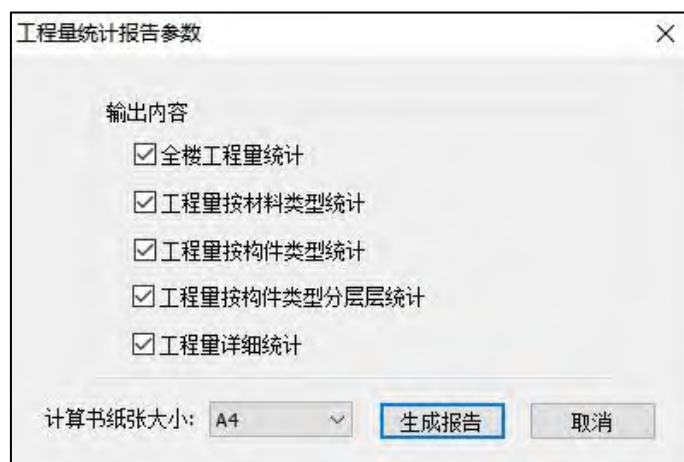 工程量统计报告参数
输出内容
全楼工程量统计
工程量按材料类型统计
工程量按构件类型统计
工程量按构件类型分层层统计
工程量详细统计
计算书纸张大小: A4 生成报告 取消